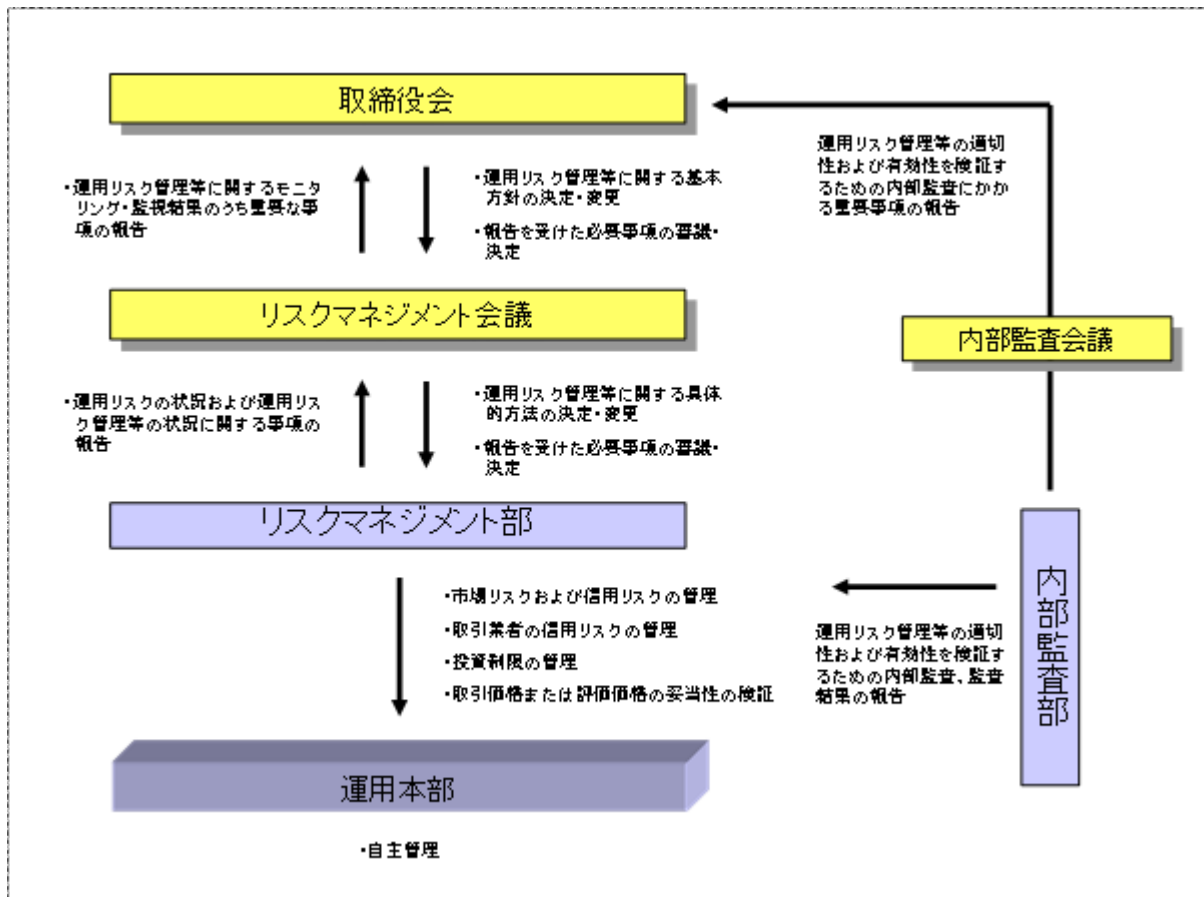 取締役会
・運用リスク管理等に関するモニ
タリング・監視結果のうち重要な事
項の報告
・運用リスク管理等に関する基本
方針の決定・変更
・報告を受けた必要事項の審議・
決定
運用リスク管理等の適切
性および有効性を検証す
るための内部監査にかか
る重要事項の報告
リスクマネジメント会議
内部監査会議
・運用リスクの状況および運用リス
ク管理等の状況に関する事項の
報告
・運用リスク管理等に関する具体
的方法の決定・変更
・報告を受けた必要事項の審議・
決定
リスクマネジメント部
・市場リスクおよび信用リスクの管理
・取引業者の信用リスクの管理
・投資制限の管理
・取引価格または評価価格の妥当性の検証
運用リスク管理等の適切
性および有効性を検証す
るための内部監査、監査
結果の報告
内部監査部
運用本部
・自主管理